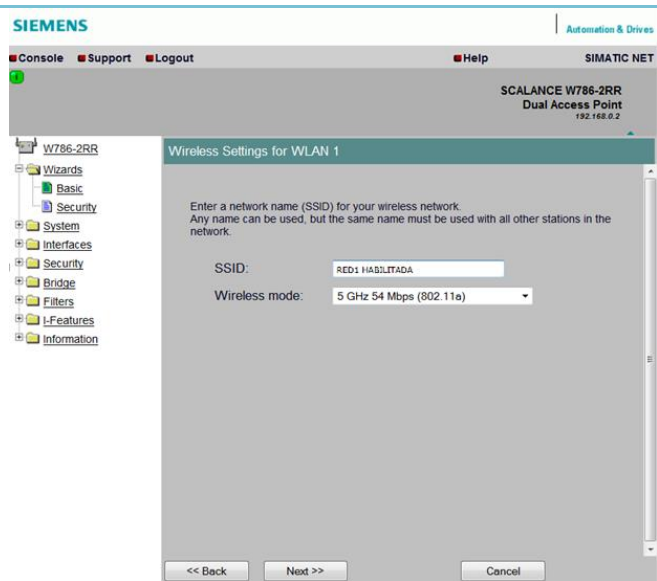 SIEMENS
Automation & Drives
Console Support Logout Help SIMATIC NET
SCALANCE W786-2RR
Dual Access Point
192.168.0.2
W786-2RR
Wizards
Basic
Security
System
Interfaces
Security
Bridge
Filters
I-Features
Information
Wireless Settings for WLAN 1
Enter a network name (SSID) for your wireless network.
Any name can be used, but the same name must be used with all other stations in the
network.
SSID: RED1 HABILITADA
Wireless mode: 5 GHz 54 Mbps (802.11a)
<< Back Next >> Cancel